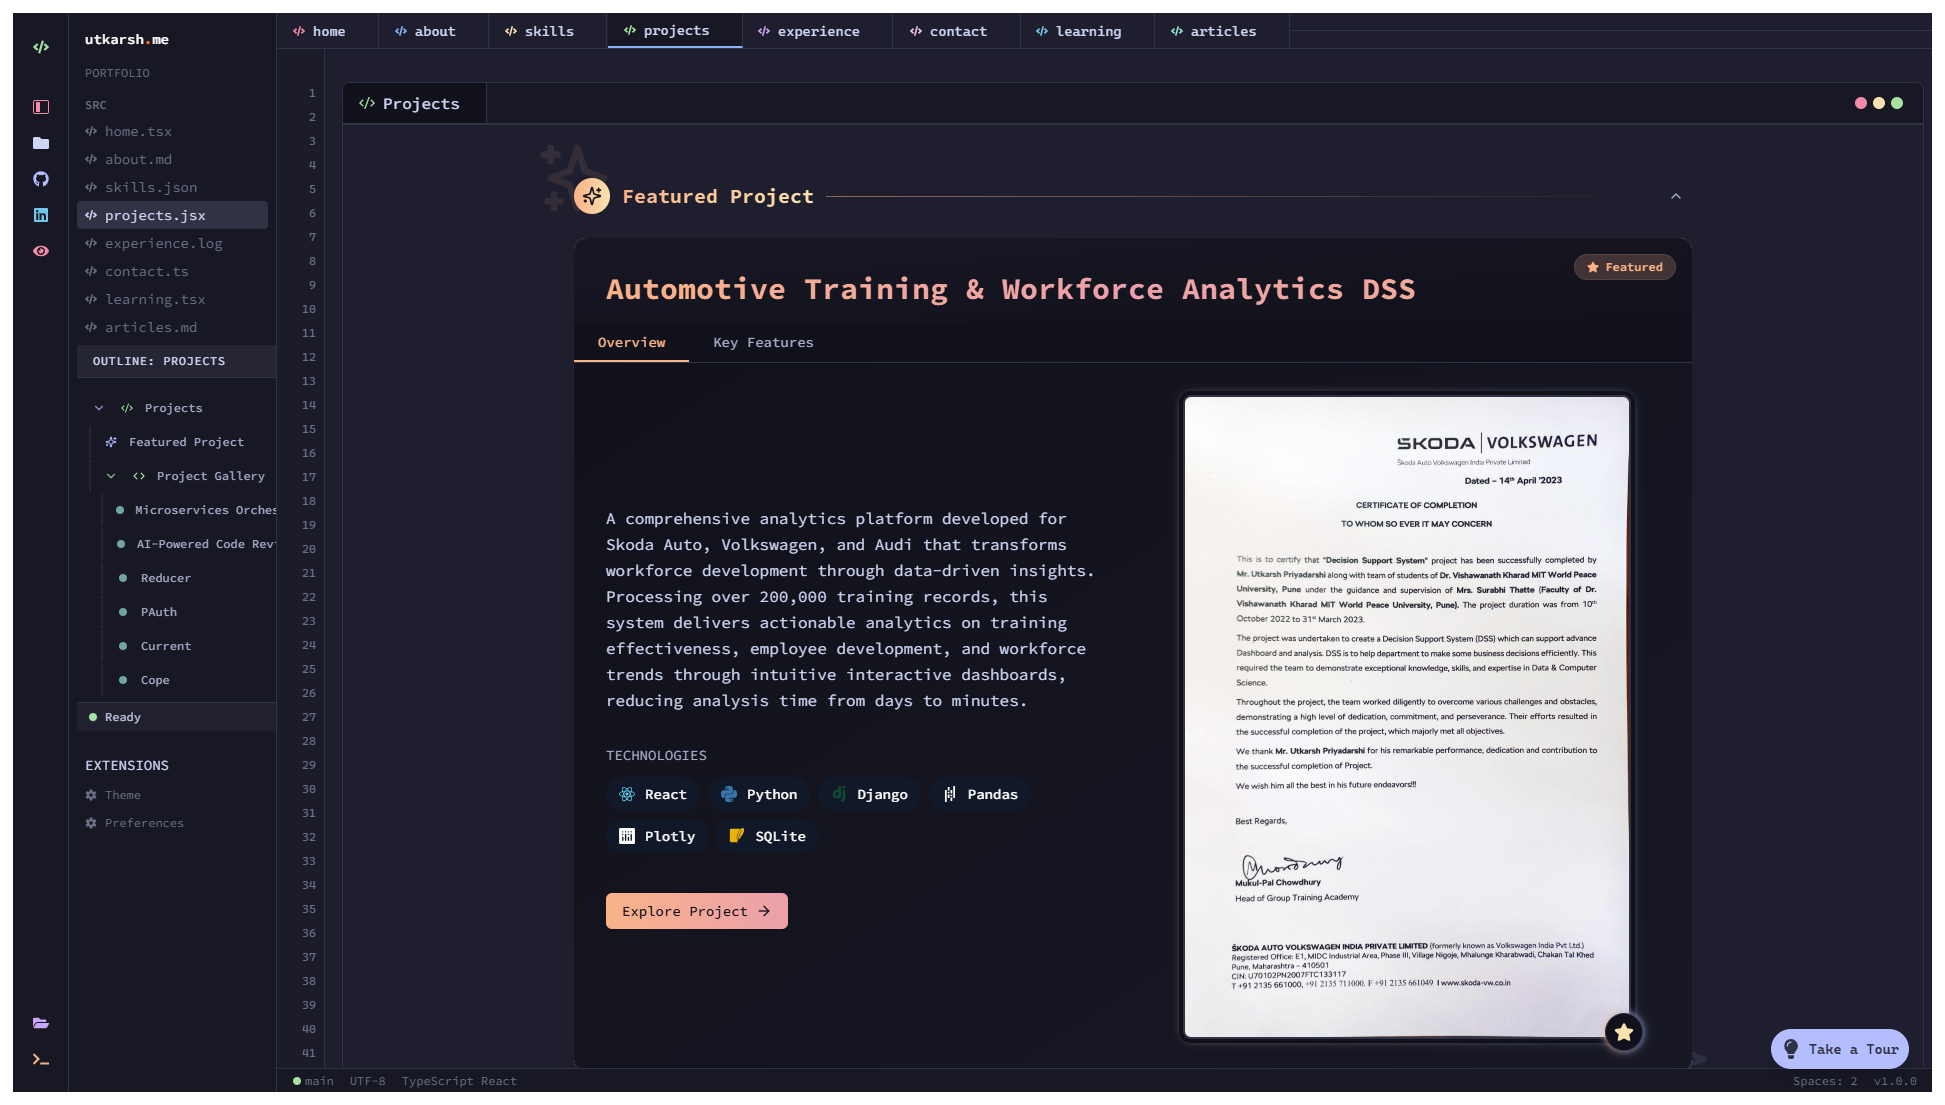 utkarsh.me
home
about
skills
projects
experience
contact
learning
articles
PORTFOLIO
SRC
home.tsx
about.md
skills.json
projects.jsx
experience.log
contact.ts
learning.tsx
articles.md
OUTLINE: PROJECTS
Projects
Featured Project
Project Gallery
Microservices Orches
AI-Powered Code Rev
Reducer
PAuth
Current
Cope
Ready
EXTENSIONS
Theme
Preferences
1
2
3
4
5
6
7
8
9
10
11
12
13
14
15
16
17
18
19
20
21
22
23
24
25
26
27
28
29
30
31
32
33
34
35
36
37
38
39
40
41
Projects
Featured Project
Featured
Automotive Training & Workforce Analytics DSS
Overview
Key Features
A comprehensive analytics platform developed for
Skoda Auto, Volkswagen, and Audi that transforms
workforce development through data-driven insights.
Processing over 200,000 training records, this
system delivers actionable analytics on training
effectiveness, employee development, and workforce
trends through intuitive interactive dashboards,
reducing analysis time from days to minutes.
TECHNOLOGIES
React
Python
dj Django
Pandas
Plotly
SQLite
Explore Project
SKODA | VOLKSWAGEN
Škoda Auto Volkswagen India Private Limited
Dated – 14th April '2023
CERTIFICATE OF COMPLETION
TO WHOM SO EVER IT MAY CONCERN
This is to certify that "Decision Support System" project has been successfully completed by
Mr. Utkarsh Priyadarshi along with team of students of Dr. Vishawanath Kharad MIT World Peace
University, Pune under the guidance and supervision of Mrs. Surabhi Thatte (Faculty of Dr.
Vishawanath Kharad MIT World Peace University, Pune). The project duration was from 10th
October 2022 to 31st March 2023.
The project was undertaken to create a Decision Support System (DSS) which can support advance
Dashboard and analysis. DSS is to help department to make some business decisions efficiently. This
required the team to demonstrate exceptional knowledge, skills, and expertise in Data & Computer
Science.
Throughout the project, the team worked diligently to overcome various challenges and obstacles,
demonstrating a high level of dedication, commitment, and perseverance. Their efforts resulted in
the successful completion of the project, which majorly met all objectives.
We thank Mr. Utkarsh Priyadarshi for his remarkable performance, dedication and contribution to
the successful completion of Project.
We wish him all the best in his future endeavors!!!
Best Regards,
Mukul-Pal Chowdhury
Head of Group Training Academy
ŠKODA AUTO VOLKSWAGEN INDIA PRIVATE LIMITED (formerly known as Volkswagen India Pvt Ltd.)
Registered Office: E1, MIDC Industrial Area, Phase III, Village Nigoje, Mhalunge Kharabwadi, Chakan Tal Khed
Pune, Maharashtra – 410501
CIN: U70102PN2007FTC133117
T +91 2135 661000, +91 2135 711000. F +91 2135 661049 I www.skoda-vw.co.in
Take a Tour
main
UTF-8
TypeScript React
Spaces: 2
v1.0.0